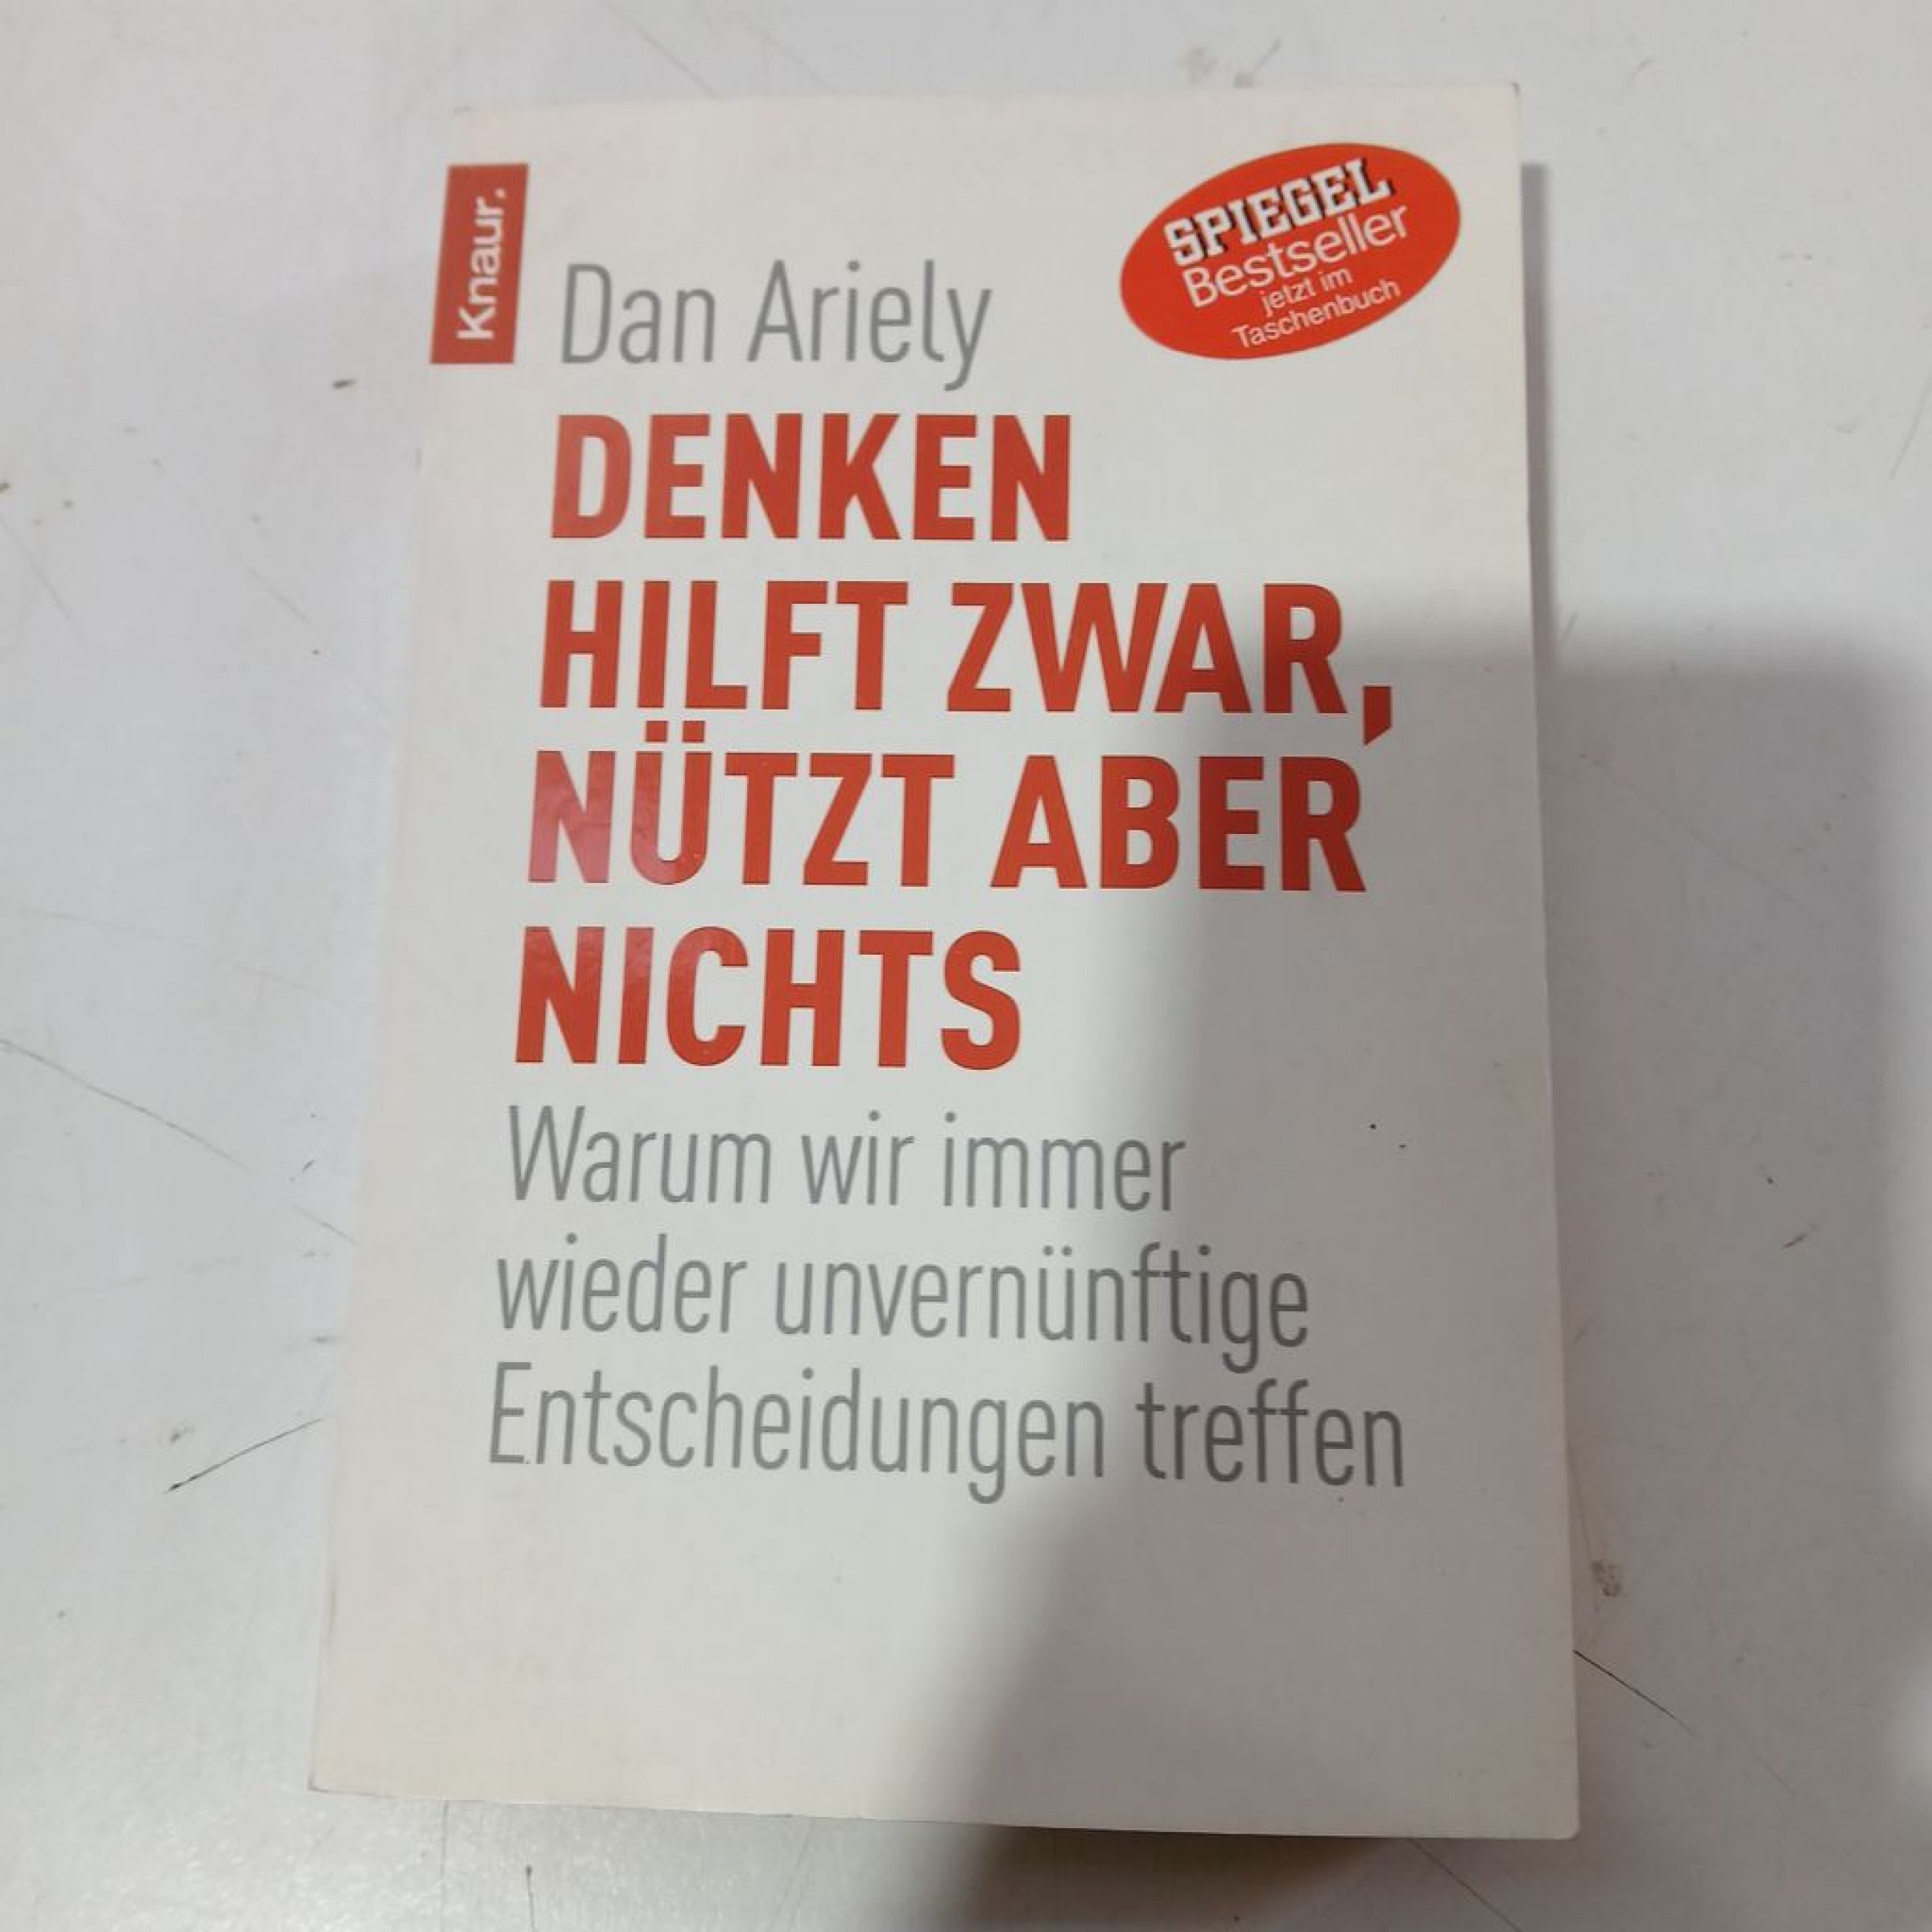 Knaur.
SPIEGEL
Bestseller
jetzt im
Taschenbuch
Dan Ariely
DENKEN
HILFT ZWAR,
NÜTZT ABER
NICHTS
Warum wir immer
wieder unvernünftige
Entscheidungen treffen